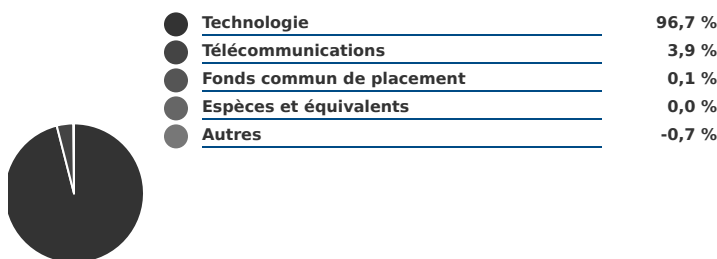 Technologie 96,7 %
Télécommunications 3,9 %
Fonds commun de placement 0,1 %
Espèces et équivalents 0,0 %
Autres -0,7 %